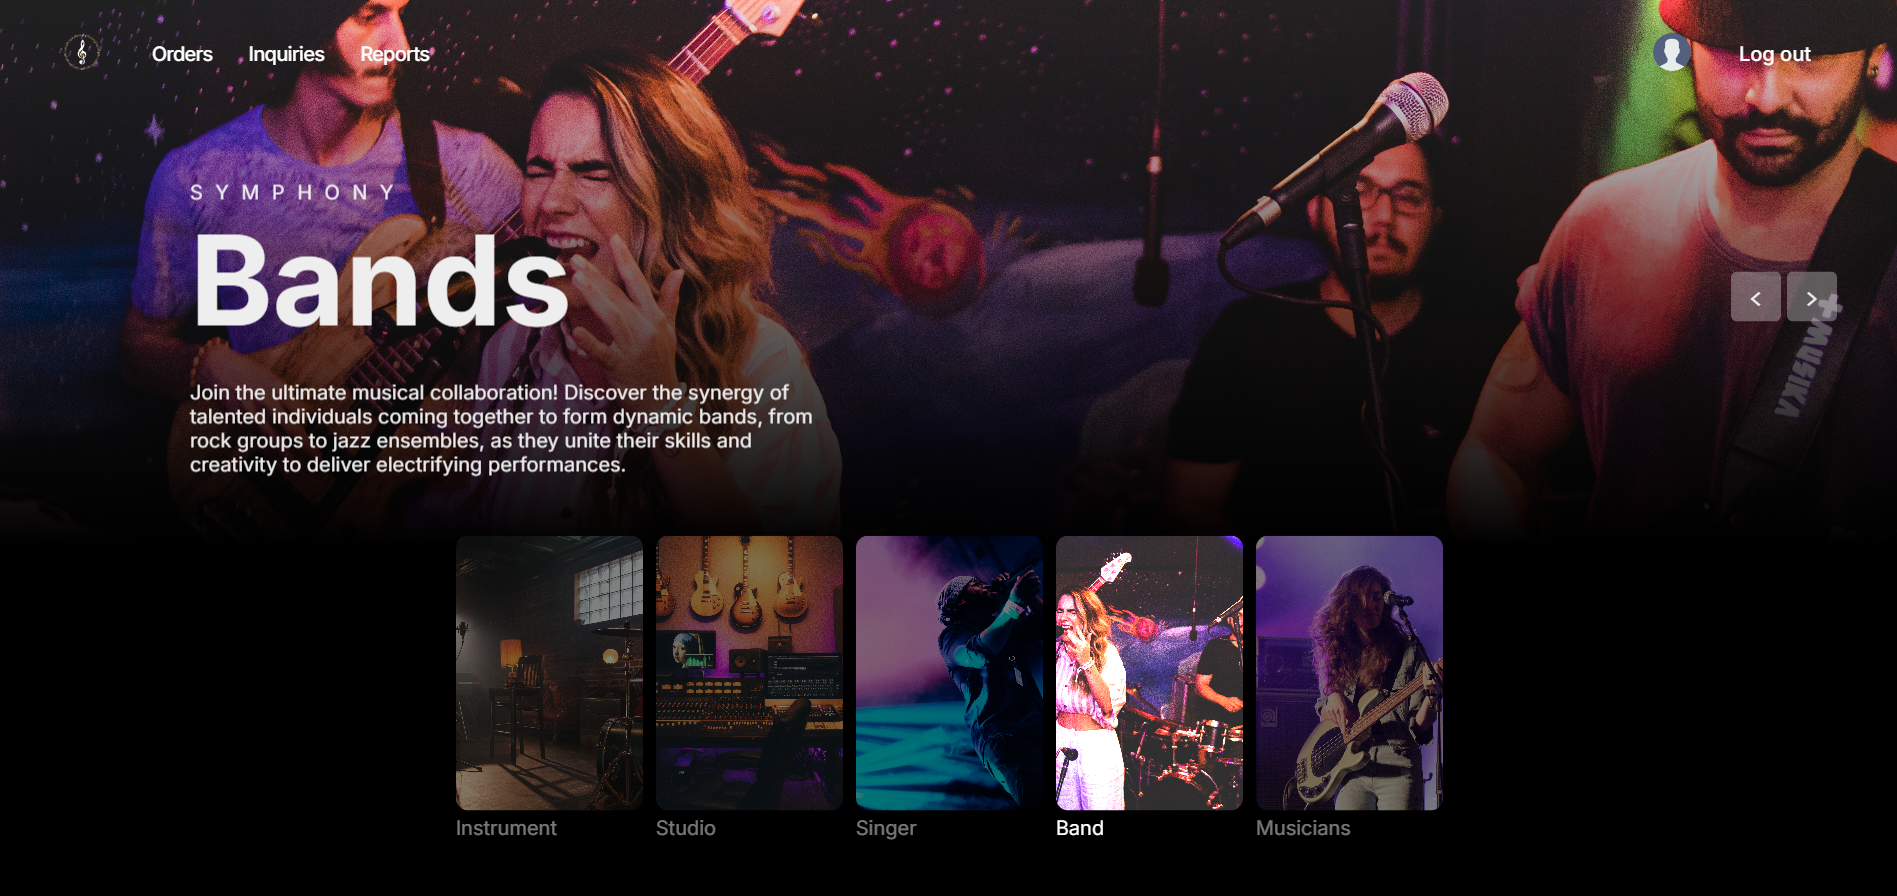 Orders Inquiries Reports Log out
SYMPHONY
Bands
Join the ultimate musical collaboration! Discover the synergy of
talented individuals coming together to form dynamic bands, from
rock groups to jazz ensembles, as they unite their skills and
creativity to deliver electrifying performances.
MUSIKA
Instrument Studio Singer Band Musicians